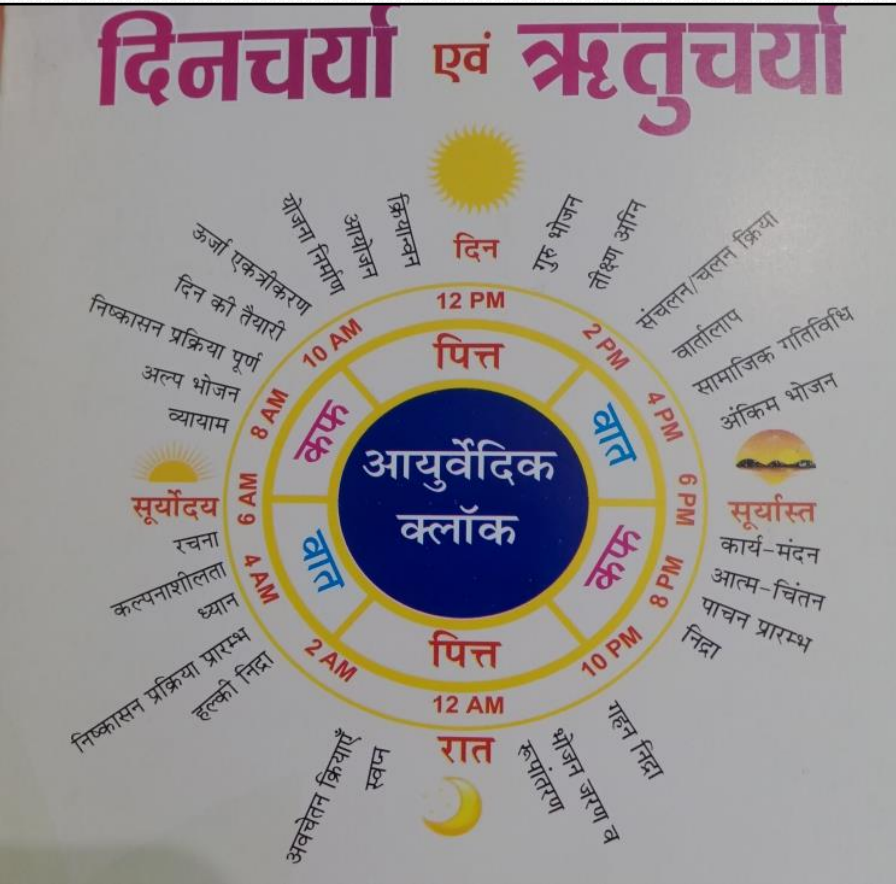 दिनचर्या एवं ऋतुचर्या
दिन
क्रियान्वन
आयोजन
योजना निर्माण
ऊर्जा एकत्रीकरण
दिन की तैयारी
निष्कासन प्रक्रिया पूर्ण
अल्प भोजन
व्यायाम
सूर्योदय
रचना
कल्पनाशीलता
ध्यान
निष्कासन प्रक्रिया प्रारम्भ
हल्की निद्रा
अवचेतन क्रियाएँ
स्वप्न
रात
रूपांतरण
भोजन जरण व
गहन निद्रा
निद्रा
पाचन प्रारम्भ
आत्म-चिंतन
कार्य-मंदन
सूर्यास्त
अंकिम भोजन
सामाजिक गतिविधि
वार्तालाप
संचलन/चलन क्रिया
तीक्ष्ण अग्नि
गुरु भोजन
12 PM
2 PM
4 PM
6 PM
8 PM
10 PM
12 AM
2 AM
4 AM
6 AM
8 AM
10 AM
पित्त
वात
कफ
पित्त
वात
कफ
आयुर्वेदिक
क्लॉक